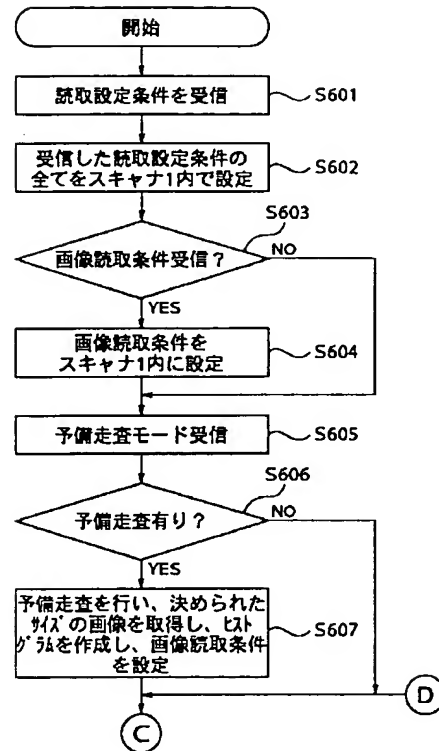 開始
読取設定条件を受信
S601
受信した読取設定条件の
全てをスキャナ1内で設定
S602
S603
画像読取条件受信？
NO
YES
画像読取条件を
スキャナ1内に設定
S604
予備走査モード受信
S605
S606
予備走査有り？
NO
YES
予備走査を行い、決められた
ｻｲｽﾞの画像を取得し、ﾋｽﾄ
ｸﾞﾗﾑを作成し、画像読取条件
を設定
S607
D
C